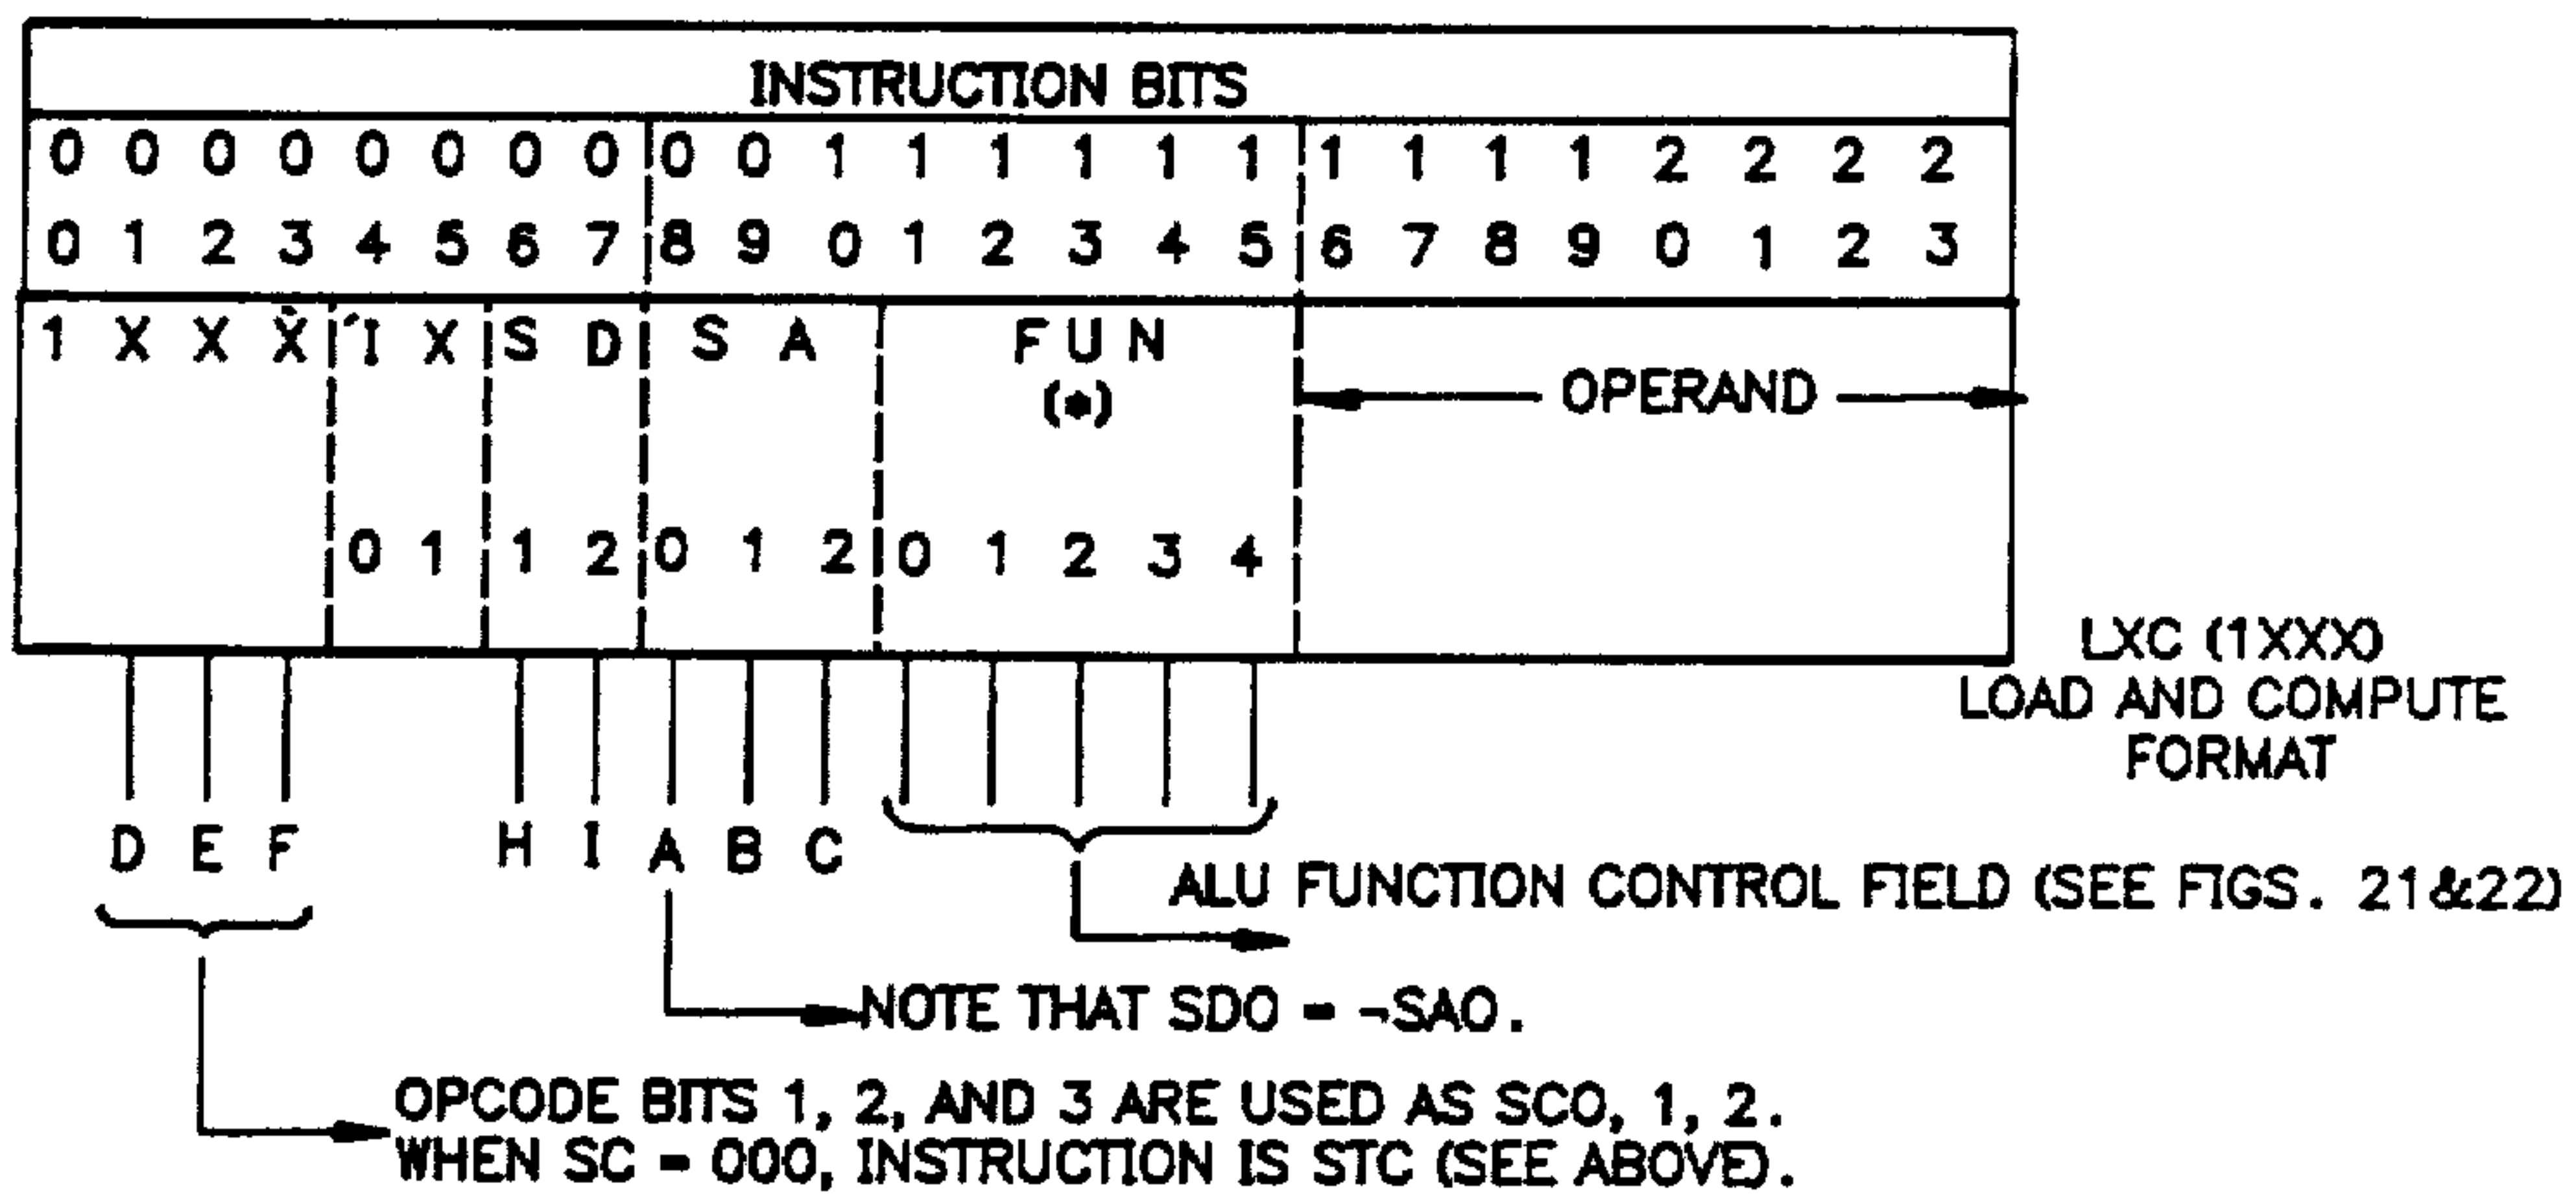 INSTRUCTION BITS
0 0 0 0 0 0 0 0 0 0 1 1 1 1 1 1 1 1 1 1 2 2 2 2
0 1 2 3 4 5 6 7 8 9 0 1 2 3 4 5 6 7 8 9 0 1 2 3
1 X X X I X S D S A F U N
(*)
OPERAND
0 1 1 2 0 1 2 0 1 2 3 4
LXC (1XXX)
LOAD AND COMPUTE
FORMAT
D E F H I A B C
ALU FUNCTION CONTROL FIELD (SEE FIGS. 21&22)
NOTE THAT SD0 = ¬SA0.
OPCODE BITS 1, 2, AND 3 ARE USED AS SC0, 1, 2.
WHEN SC = 000, INSTRUCTION IS STC (SEE ABOVE).